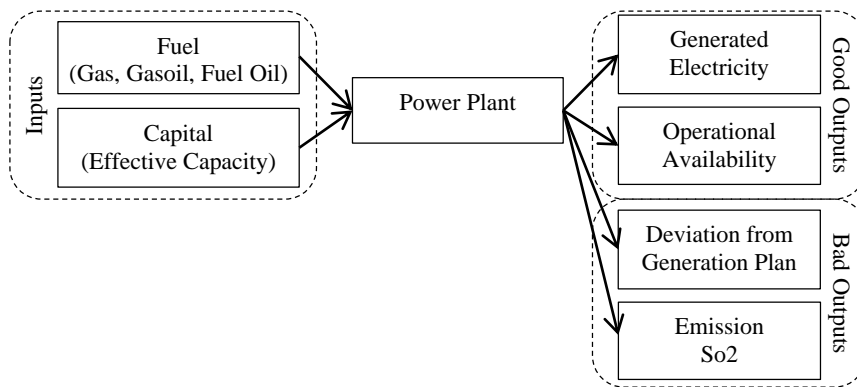 Inputs
Fuel
(Gas, Gasoil, Fuel Oil)
Capital
(Effective Capacity)
Power Plant
Good Outputs
Generated
Electricity
Operational
Availability
Bad Outputs
Deviation from
Generation Plan
Emission
So2